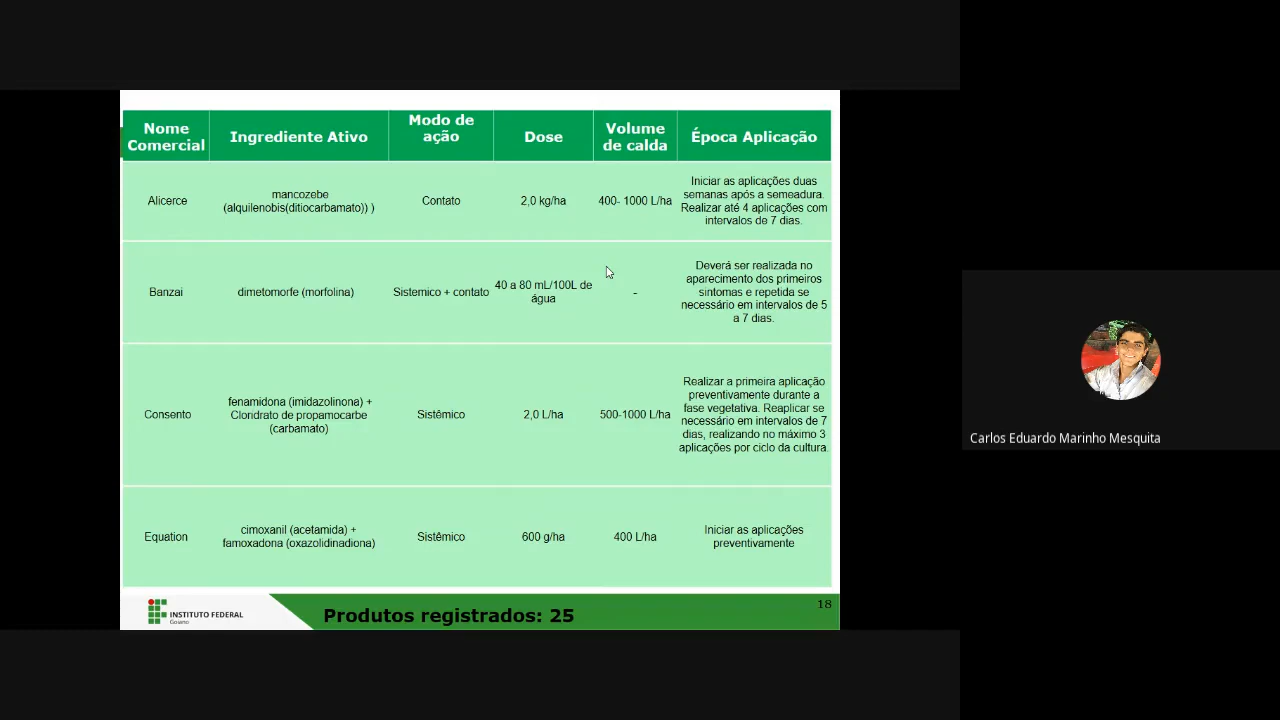 Nome
Comercial
Ingrediente Ativo
Modo de
ação
Dose
Volume
de calda
Época Aplicação
Alicerce
mancozebe
(alquilenobis(ditiocarbamato)) )
Contato
2,0 kg/ha
400- 1000 L/ha
Iniciar as aplicações duas
semanas após a semeadura.
Realizar até 4 aplicações com
intervalos de 7 dias.
Banzai
dimetomorfe (morfolina)
Sistemico + contato
40 a 80 mL/100L de
água
-
Deverá ser realizada no
aparecimento dos primeiros
sintomas e repetida se
necessário em intervalos de 5
a 7 dias.
Consento
fenamidona (imidazolinona) +
Cloridrato de propamocarbe
(carbamato)
Sistêmico
2,0 L/ha
500-1000 L/ha
Realizar a primeira aplicação
preventivamente durante a
fase vegetativa. Reaplicar se
necessário em intervalos de 7
dias, realizando no máximo 3
aplicações por ciclo da cultura.
Equation
cimoxanil (acetamida) +
famoxadona (oxazolidinadiona)
Sistêmico
600 g/ha
400 L/ha
Iniciar as aplicações
preventivamente
INSTITUTO FEDERAL
Goiano
Produtos registrados: 25
18
Carlos Eduardo Marinho Mesquita